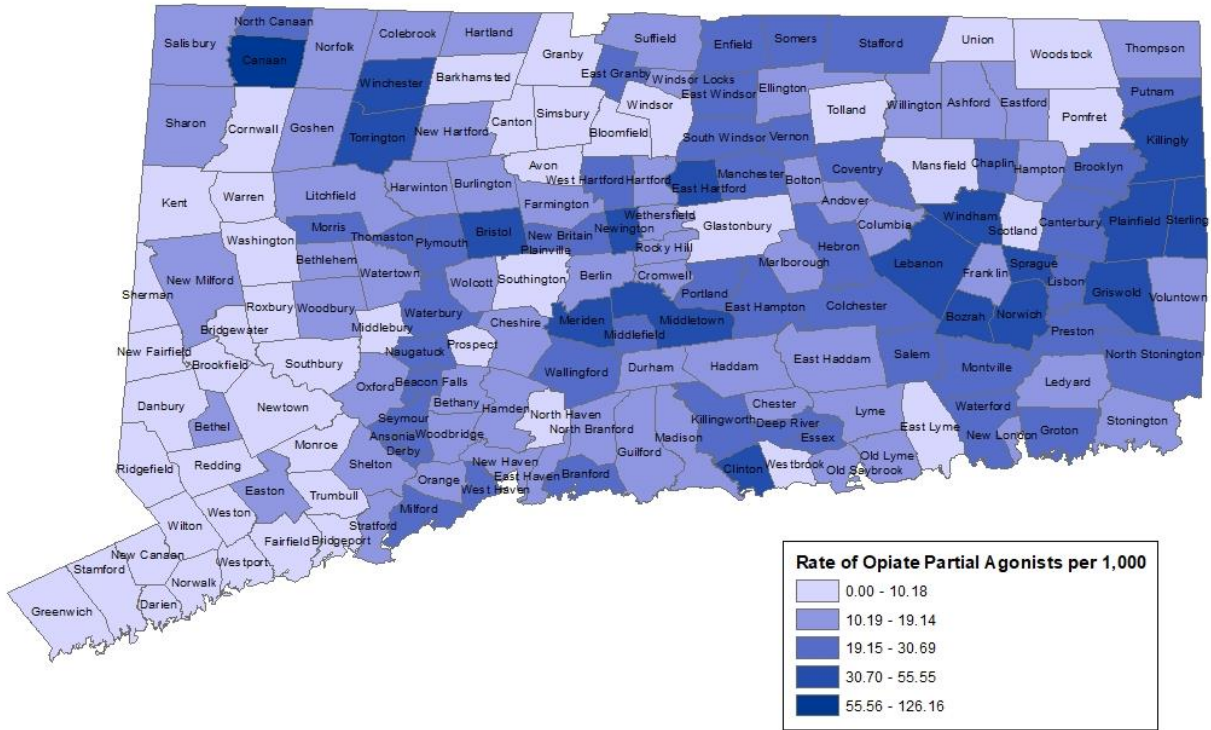 North Canaan
Salisbury
Canaan
Norfolk
Colebrook
Hartland
Granby
Suffield
Enfield
Somers
Stafford
Union
Woodstock
Thompson
Winchester
Barkhamsted
East Granby
Windsor Locks
East Windsor
Ellington
Willington
Ashford
Eastford
Putnam
Sharon
Cornwall
Goshen
Torrington
New Hartford
Canton
Simsbury
Windsor
Bloomfield
Tolland
Pomfret
Killingly
South Windsor
Vernon
Avon
West Hartford
Hartford
East Hartford
Manchester
Bolton
Coventry
Mansfield
Chaplin
Hampton
Brooklyn
Kent
Warren
Litchfield
Harwinton
Burlington
Farmington
Wethersfield
Newington
Glastonbury
Andover
Columbia
Windham
Scotland
Canterbury
Plainfield
Sterling
Morris
Thomaston
Plymouth
Bristol
New Britain
Plainville
Rocky Hill
Hebron
Marlborough
Washington
Bethlehem
Watertown
Wolcott
Southington
Berlin
Cromwell
Portland
East Hampton
Colchester
Lebanon
Franklin
Sprague
Lisbon
Griswold
Voluntown
New Milford
Sherman
Roxbury
Woodbury
Bridgewater
Middlebury
Waterbury
Cheshire
Meriden
Middletown
Middlefield
Bozrah
Norwich
Preston
North Stonington
New Fairfield
Brookfield
Southbury
Naugatuck
Prospect
Wallingford
Durham
Haddam
East Haddam
Salem
Montville
Ledyard
Oxford
Beacon Falls
Bethany
Danbury
Bethel
Newtown
Seymour
Hamden
North Haven
North Branford
Killingworth
Chester
Deep River
Essex
Lyme
East Lyme
Waterford
New London
Groton
Stonington
Ansonia
Derby
Woodbridge
Madison
Guilford
Monroe
Ridgefield
Redding
Shelton
Orange
New Haven
East Haven
West Haven
Branford
Clinton
Westbrook
Old Saybrook
Old Lyme
Easton
Trumbull
Milford
Stratford
Wilton
Weston
Fairfield
Bridgeport
New Canaan
Stamford
Westport
Norwalk
Greenwich
Darien
Rate of Opiate Partial Agonists per 1,000
0.00 - 10.18
10.19 - 19.14
19.15 - 30.69
30.70 - 55.55
55.56 - 126.16